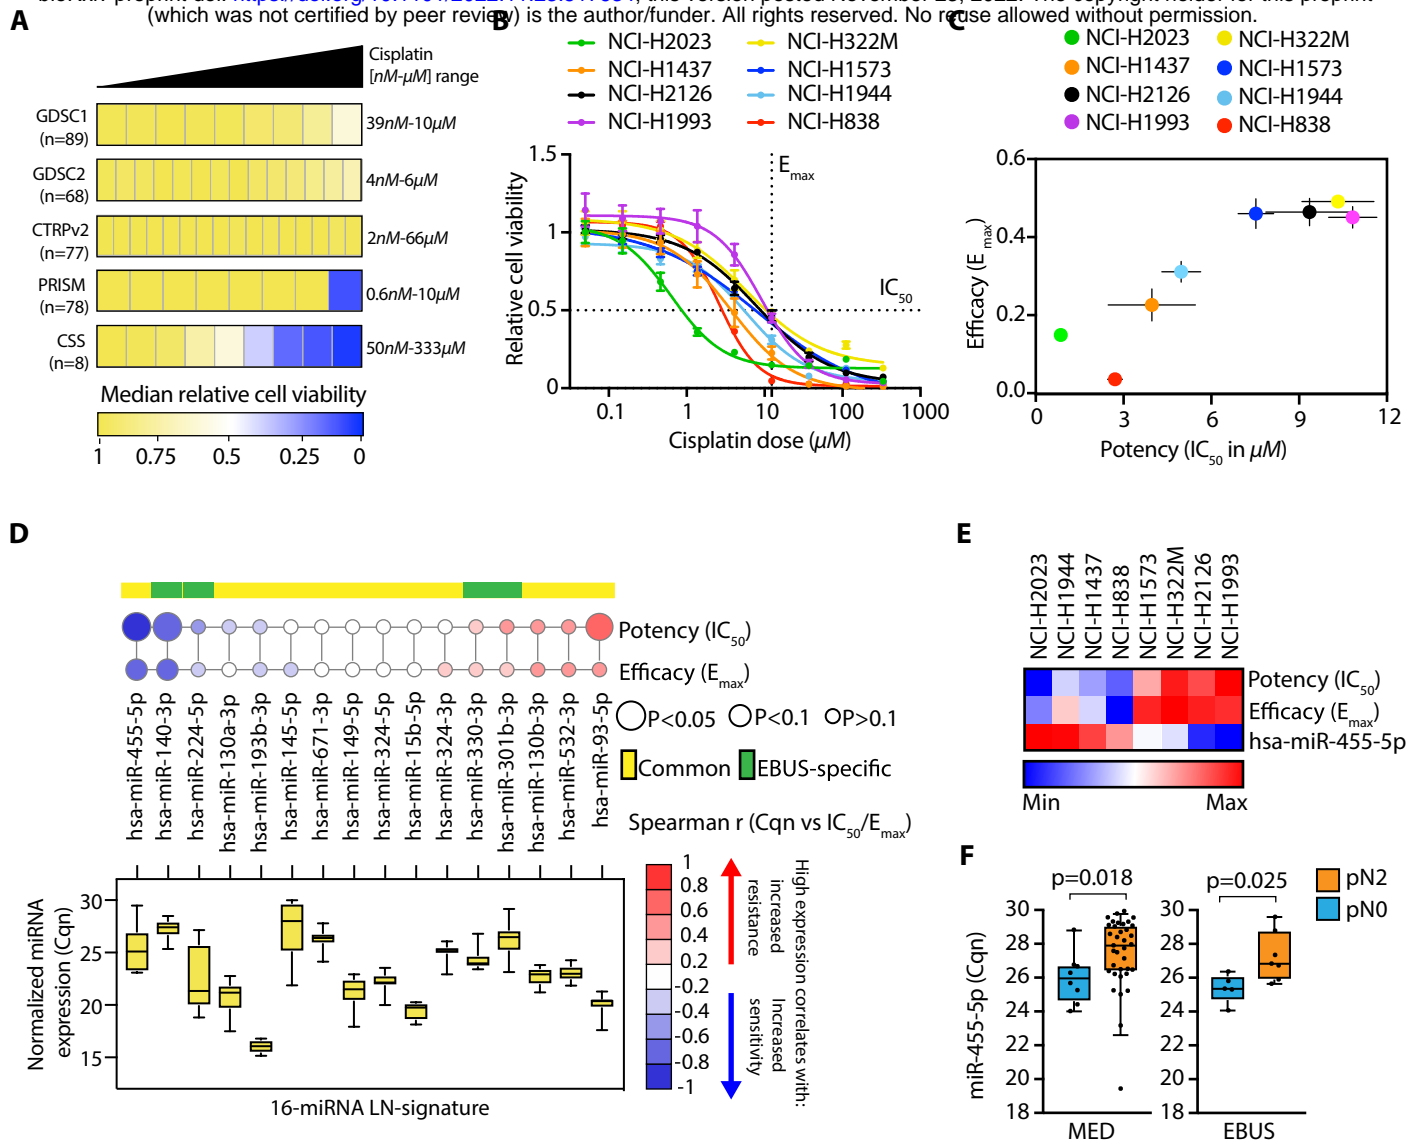 (which was not certified by peer review) is the author/funder. All rights reserved. No reuse allowed without permission.
A
Cisplatin
[nM-µM] range
GDSC1
(n=89)
39nM-10µM
GDSC2
(n=68)
4nM-6µM
CTRPv2
(n=77)
2nM-66µM
PRISM
(n=78)
0.6nM-10µM
CSS
(n=8)
50nM-333µM
Median relative cell viability
1 0.75 0.5 0.25 0
B
NCI-H2023 NCI-H322M
NCI-H1437 NCI-H1573
NCI-H2126 NCI-H1944
NCI-H1993 NCI-H838
Relative cell viability
1.5
1
0.5
0
Emax
IC50
0.1 1 10 100 1000
Cisplatin dose (µM)
C
NCI-H2023 NCI-H322M
NCI-H1437 NCI-H1573
NCI-H2126 NCI-H1944
NCI-H1993 NCI-H838
Efficacy (Emax)
0.6
0.4
0.2
0.0
0 3 6 9 12
Potency (IC50 in µM)
D
Potency (IC50)
Efficacy (Emax)
hsa-miR-455-5p
hsa-miR-140-3p
hsa-miR-224-5p
hsa-miR-130a-3p
hsa-miR-193b-3p
hsa-miR-145-5p
hsa-miR-671-3p
hsa-miR-149-5p
hsa-miR-324-5p
hsa-miR-15b-5p
hsa-miR-324-3p
hsa-miR-330-3p
hsa-miR-301b-3p
hsa-miR-130b-3p
hsa-miR-532-3p
hsa-miR-93-5p
P<0.05 P<0.1 P>0.1
Common EBUS-specific
Spearman r (Cqn vs IC50/Emax)
1
0.8
0.6
0.4
0.2
-0.2
-0.4
-0.6
-0.8
-1
High expression correlates with:
increased
resistance
Increased
sensitivity
Normalized miRNA
expression (Cqn)
30
25
20
15
16-miRNA LN-signature
E
NCI-H2023
NCI-H1944
NCI-H1437
NCI-H838
NCI-H1573
NCI-H322M
NCI-H2126
NCI-H1993
Potency (IC50)
Efficacy (Emax)
hsa-miR-455-5p
Min Max
F
pN2
pN0
miR-455-5p (Cqn)
p=0.018
30
28
26
24
22
20
18
MED
p=0.025
30
28
26
24
22
20
18
EBUS